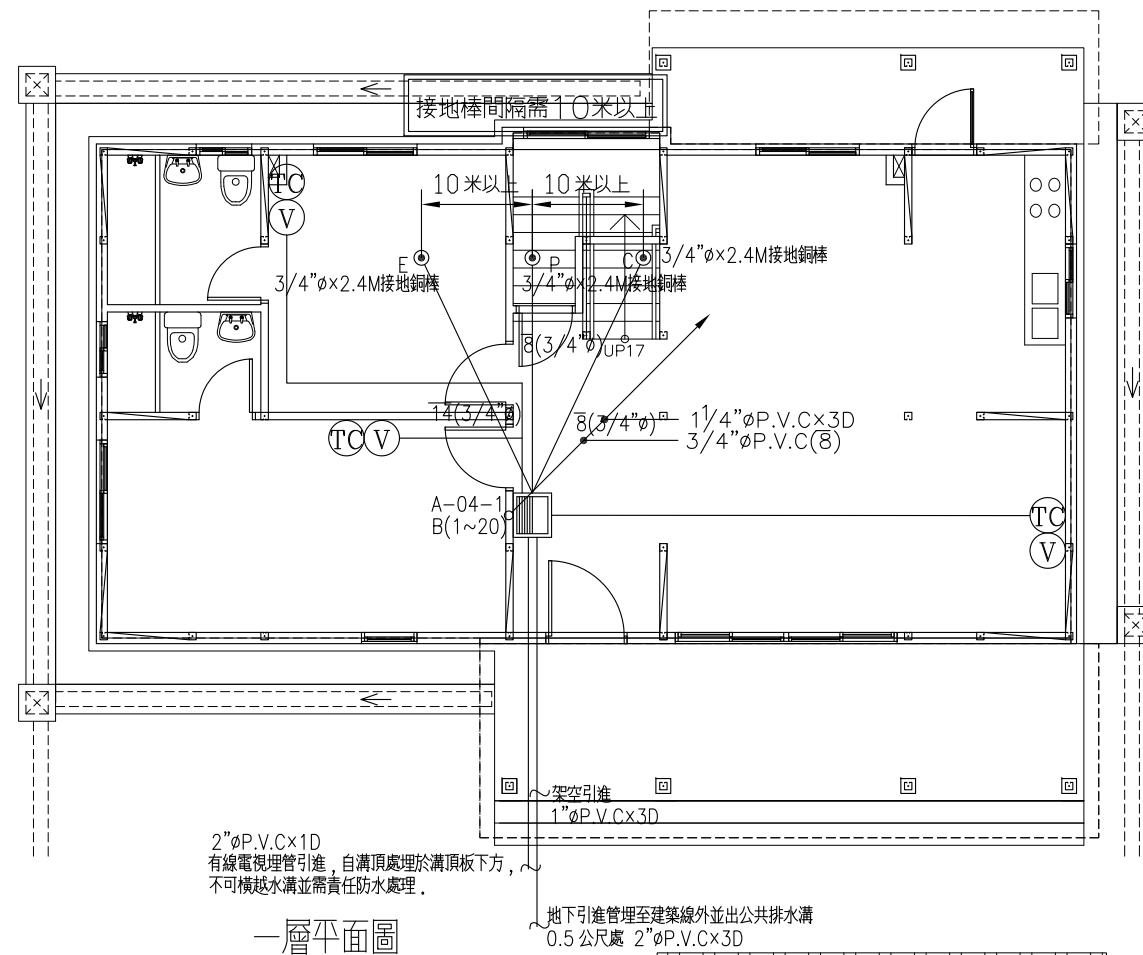 接地棒間隔需10米以上
TC
V
10米以上
10米以上
E
P
C
3/4"ø×2.4M接地銅棒
3/4"ø×2.4M接地銅棒
3/4"ø×2.4M接地銅棒
8(3/4"ø)
UP17
14(3/4"ø)
8(3/4"ø)
1 1/4"øP.V.C×3D
3/4"øP.V.C(8)
TC
V
A-04-1
B(1~20)
TC
V
架空引進
1"øP.V.C×3D
2"øP.V.C×1D
有線電視埋管引進，自溝頂處埋於溝頂板下方，
不可橫越水溝並需責任防水處理．
地下引進管埋至建築線外並出公共排水溝
0.5公尺處 2"øP.V.C×3D
一層平面圖